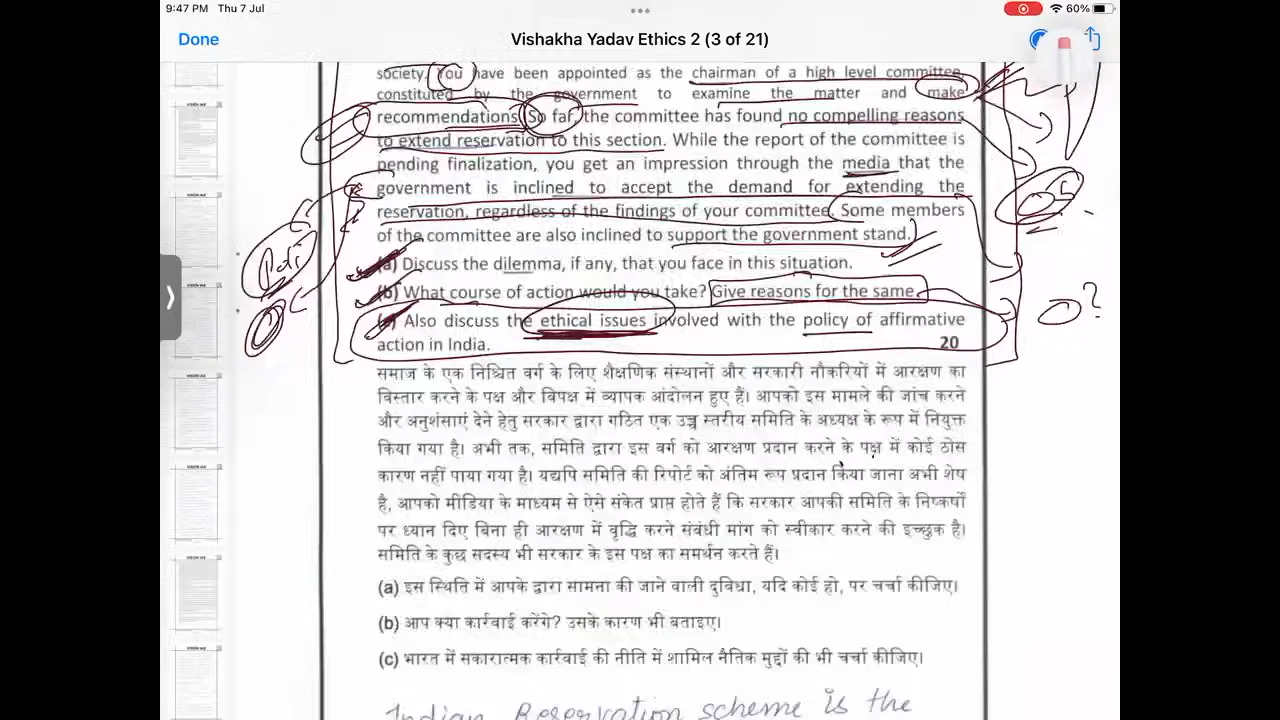 9:47 PM Thu 7 Jul
60%
Done
Vishakha Yadav Ethics 2 (3 of 21)
society. You have been appointed as the chairman of a high level committee,
constituted by the government to examine the matter and make
recommendations. So far, the committee has found no compelling reasons
to extend reservation to this section. While the report of the committee is
pending finalization, you get an impression through the media that the
government is inclined to accept the demand for extending the
reservation, regardless of the findings of your committee. Some members
of the committee are also inclined to support the government stand.
(a) Discuss the dilemma, if any, that you face in this situation.
(b) What course of action would you take? Give reasons for the same.
(c) Also discuss the ethical issues involved with the policy of affirmative
action in India. 20
समाज के एक निश्चित वर्ग के लिए शैक्षणिक संस्थानों और सरकारी नौकरियों में आरक्षण का
विस्तार करने के पक्ष और विपक्ष में व्यापक आंदोलन हुए हैं। आपको इस मामले की जांच करने
और अनुशंसाएं देने हेतु सरकार द्वारा गठित एक उच्च स्तरीय समिति के अध्यक्ष के रूप में नियुक्त
किया गया है। अभी तक, समिति द्वारा इस वर्ग को आरक्षण प्रदान करने के पक्ष में कोई ठोस
कारण नहीं पाया गया है। यद्यपि समिति की रिपोर्ट को अंतिम रूप प्रदान किया जाना अभी शेष
है, आपको मीडिया के माध्यम से ऐसे संकेत प्राप्त होते हैं कि सरकार आपकी समिति के निष्कर्षों
पर ध्यान दिए बिना ही आरक्षण में वृद्धि करने संबंधी मांग को स्वीकार करने की इच्छुक है।
समिति के कुछ सदस्य भी सरकार के इस पक्ष का समर्थन करते हैं।
(a) इस स्थिति में आपके द्वारा सामना की जाने वाली दुविधा, यदि कोई हो, पर चर्चा कीजिए।
(b) आप क्या कार्रवाई करेंगे? उसके कारण भी बताइए।
(c) भारत में सकारात्मक कार्रवाई की नीति में शामिल नैतिक मुद्दों की भी चर्चा कीजिए।
Indian Reservation scheme is the